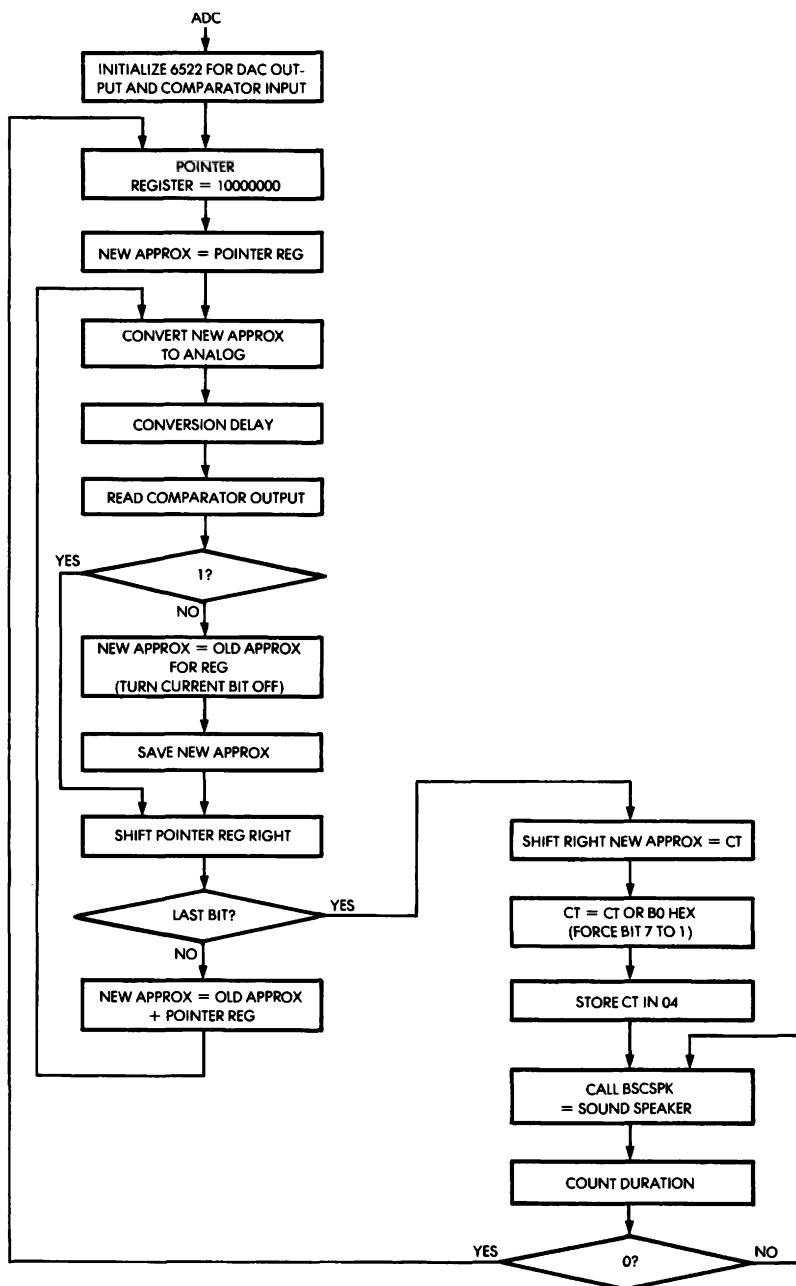 ADC
INITIALIZE 6522 FOR DAC OUT-
PUT AND COMPARATOR INPUT
POINTER
REGISTER = 10000000
NEW APPROX = POINTER REG
CONVERT NEW APPROX
TO ANALOG
CONVERSION DELAY
READ COMPARATOR OUTPUT
YES
1?
NO
NEW APPROX = OLD APPROX
FOR REG
(TURN CURRENT BIT OFF)
SAVE NEW APPROX
SHIFT POINTER REG RIGHT
LAST BIT?
YES
NO
NEW APPROX = OLD APPROX
+ POINTER REG
SHIFT RIGHT NEW APPROX = CT
CT = CT OR B0 HEX
(FORCE BIT 7 TO 1)
STORE CT IN 04
CALL BSCSPK
= SOUND SPEAKER
COUNT DURATION
YES
0?
NO